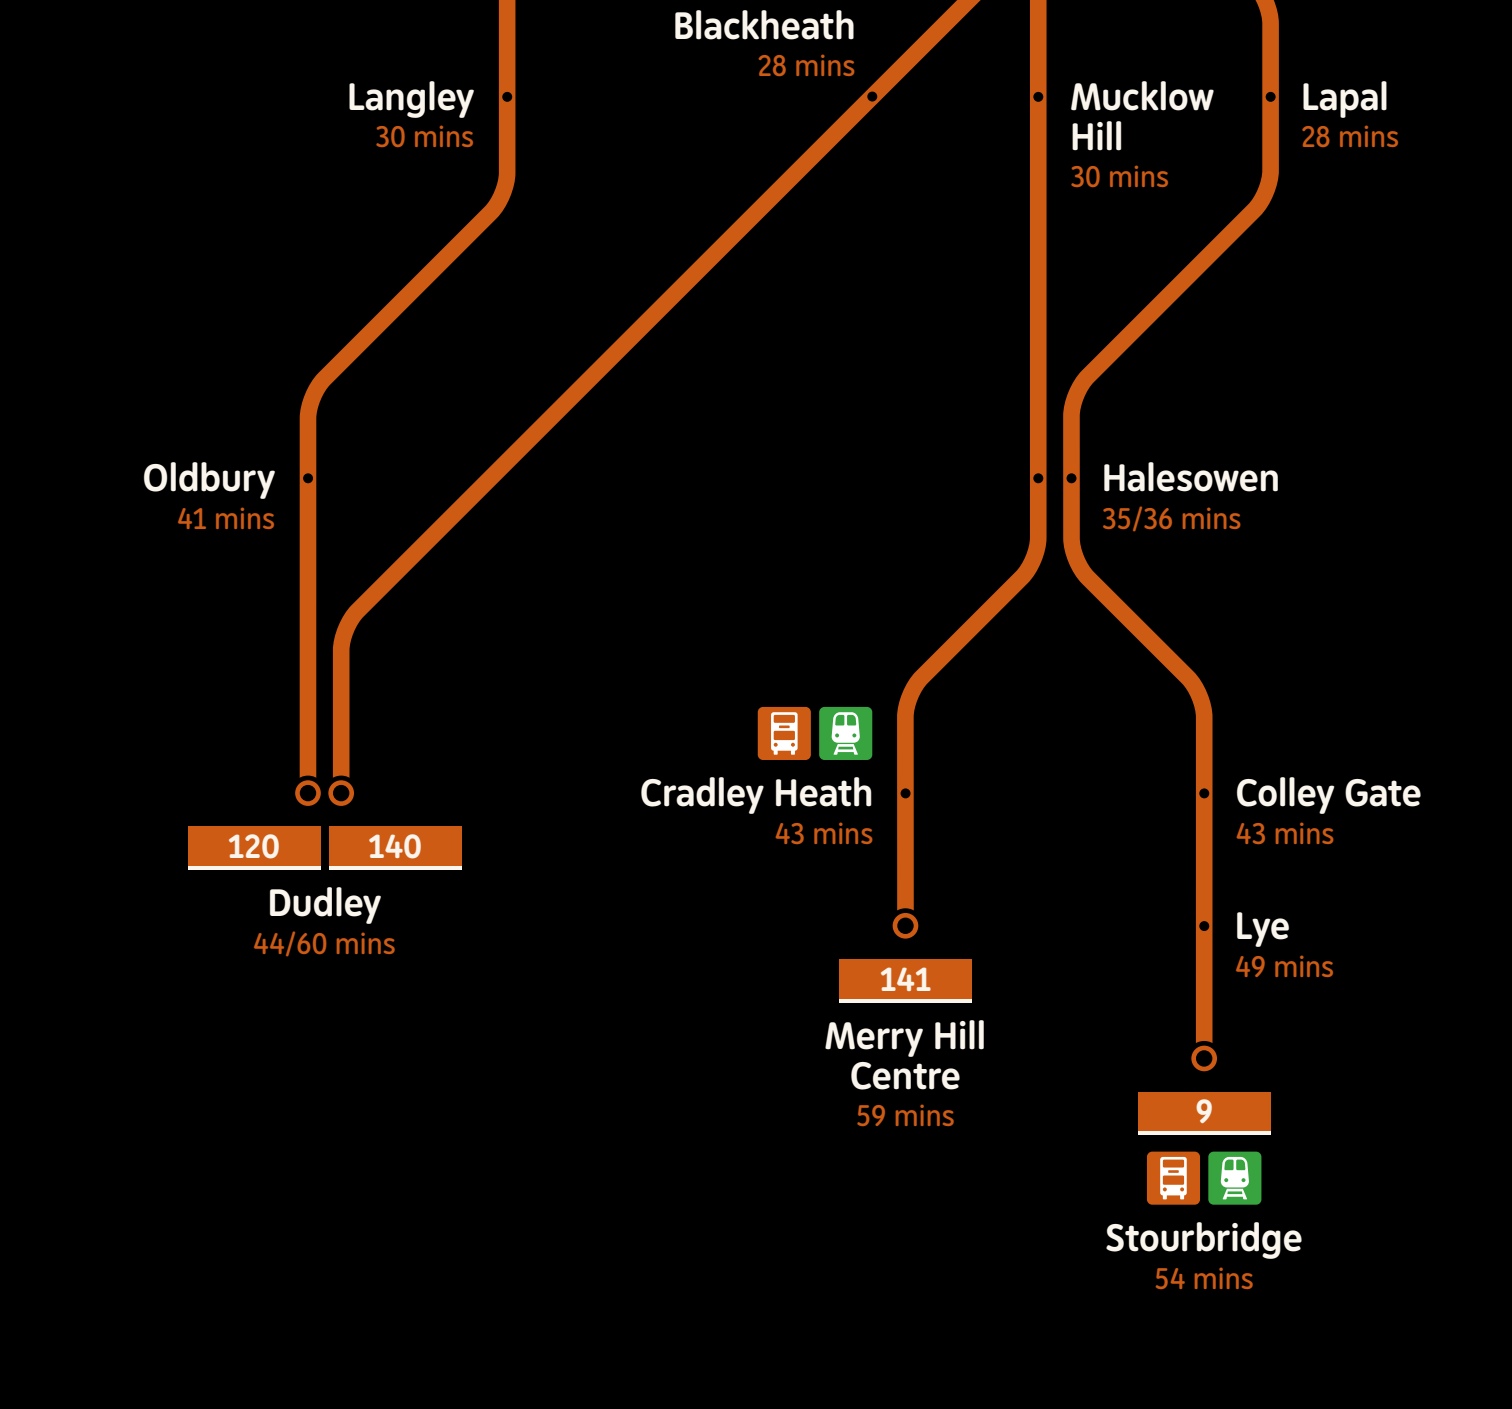 Blackheath
28 mins
Langley
30 mins
Mucklow
Hill
30 mins
Lapal
28 mins
Oldbury
41 mins
Halesowen
35/36 mins
Cradley Heath
43 mins
Colley Gate
43 mins
120
140
Dudley
44/60 mins
Lye
49 mins
141
Merry Hill
Centre
59 mins
9
Stourbridge
54 mins